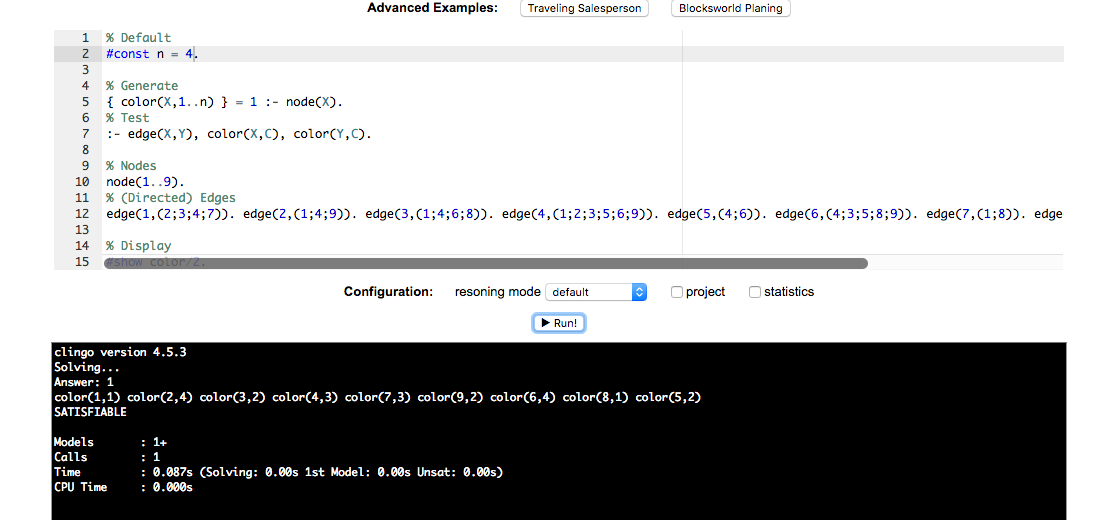 Advanced Examples: Traveling Salesperson Blocksworld Planing
1 % Default
2 #const n = 4.
3
4 % Generate
5 { color(X,1..n) } = 1 :- node(X).
6 % Test
7 :- edge(X,Y), color(X,C), color(Y,C).
8
9 % Nodes
10 node(1..9).
11 % (Directed) Edges
12 edge(1,(2;3;4;7)). edge(2,(1;4;9)). edge(3,(1;4;6;8)). edge(4,(1;2;3;5;6;9)). edge(5,(4;6)). edge(6,(4;3;5;8;9)). edge(7,(1;8)). edge
13
14 % Display
15 #show color/2.
Configuration: resoning mode default project statistics
▶ Run!
clingo version 4.5.3
Solving...
Answer: 1
color(1,1) color(2,4) color(3,2) color(4,3) color(7,3) color(9,2) color(6,4) color(8,1) color(5,2)
SATISFIABLE
Models : 1+
Calls : 1
Time : 0.087s (Solving: 0.00s 1st Model: 0.00s Unsat: 0.00s)
CPU Time : 0.000s